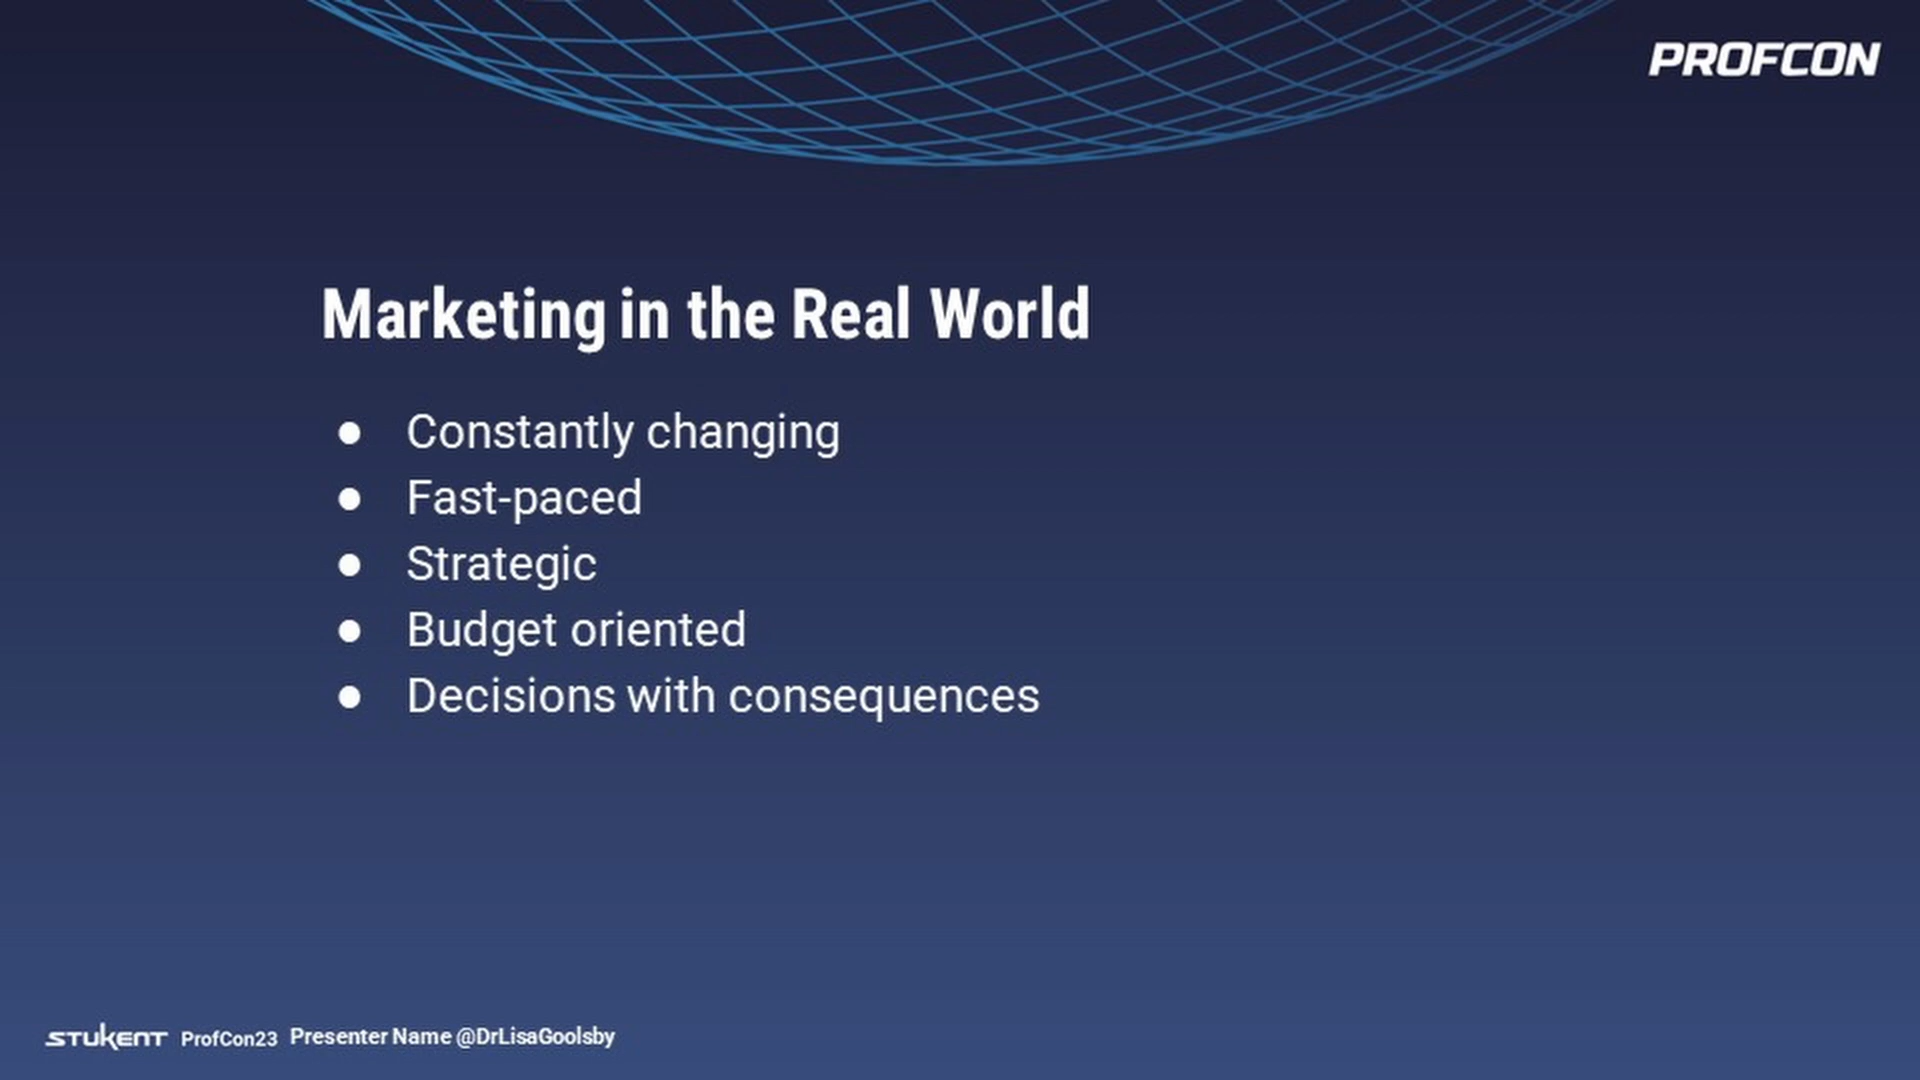 PROFCON
Marketing in the Real World
● Constantly changing
● Fast-paced
● Strategic
● Budget oriented
● Decisions with consequences
STUKENT ProfCon23 Presenter Name @DrLisaGoolsby